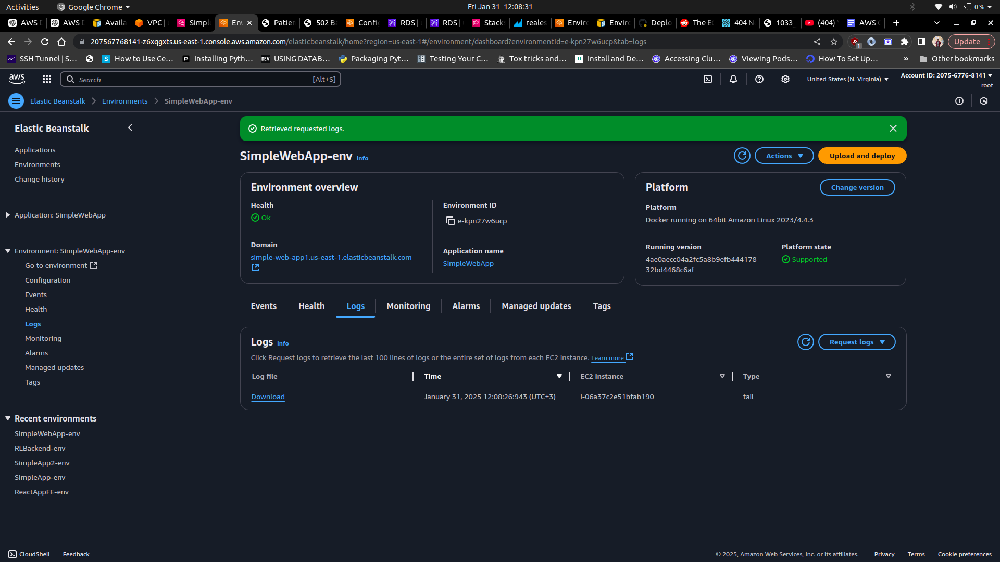 Activities
Google Chrome
Fri Jan 31 12:08:31
0 %
AWS D
AWS D
Availa
VPC |
Simple
Env
Patien
502 Ba
Config
RDS |
RDS |
Stacks
reales
Enviro
Enviro
Deplo
The EC
404 N
1033_
(404)
AWS C
207567768141-z6xqgxts.us-east-1.console.aws.amazon.com/elasticbeanstalk/home?region=us-east-1#/environment/dashboard?environmentId=e-kpn27w6ucp&tab=logs
1
Update
SSH Tunnel | S...
How to Use Ce...
Installing Pyth...
DEV
USING DATAB...
Packaging Pyt...
Testing Your C...
Tox tricks and...
UT
Install and De...
Accessing Clu...
Viewing Pods...
How To Set Up...
»
Other bookmarks
aws
Search
[Alt+S]
United States (N. Virginia)
Account ID: 2075-6776-8141
root
Elastic Beanstalk
Environments
SimpleWebApp-env
Elastic Beanstalk
Applications
Environments
Change history
Application: SimpleWebApp
Environment: SimpleWebApp-env
Go to environment
Configuration
Events
Health
Logs
Monitoring
Alarms
Managed updates
Tags
Recent environments
SimpleWebApp-env
RLBackend-env
SimpleApp2-env
SimpleApp-env
ReactAppFE-env
Retrieved requested logs.
SimpleWebApp-env Info
Actions
Upload and deploy
Environment overview
Health
Ok
Domain
simple-web-app1.us-east-1.elasticbeanstalk.com
Environment ID
e-kpn27w6ucp
Application name
SimpleWebApp
Platform
Change version
Platform
Docker running on 64bit Amazon Linux 2023/4.4.3
Running version
4ae0aecc04a2fc5a8b9efb444178
32bd4468c6af
Platform state
Supported
Events
Health
Logs
Monitoring
Alarms
Managed updates
Tags
Logs Info
Request logs
Click Request logs to retrieve the last 100 lines of logs or the entire set of logs from each EC2 instance. Learn more
Log file
Time
EC2 instance
Type
Download
January 31, 2025 12:08:26:943 (UTC+3)
i-06a37c2e51bfab190
tail
CloudShell
Feedback
© 2025, Amazon Web Services, Inc. or its affiliates.
Privacy
Terms
Cookie preferences